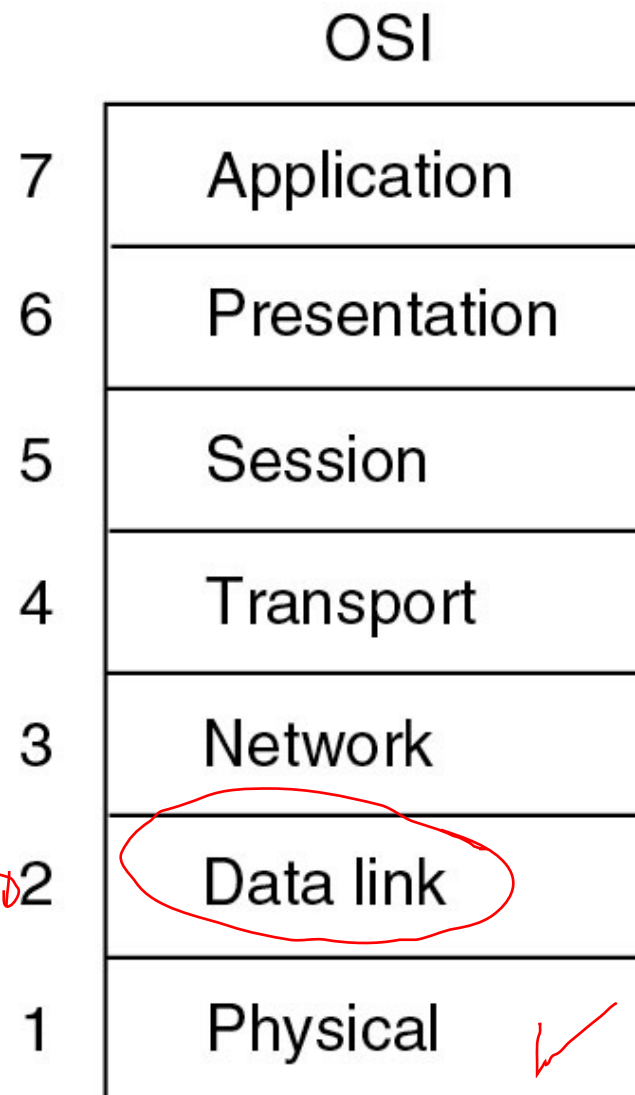 OSI
7 Application
6 Presentation
5 Session
4 Transport
3 Network
2 Data link
1 Physical